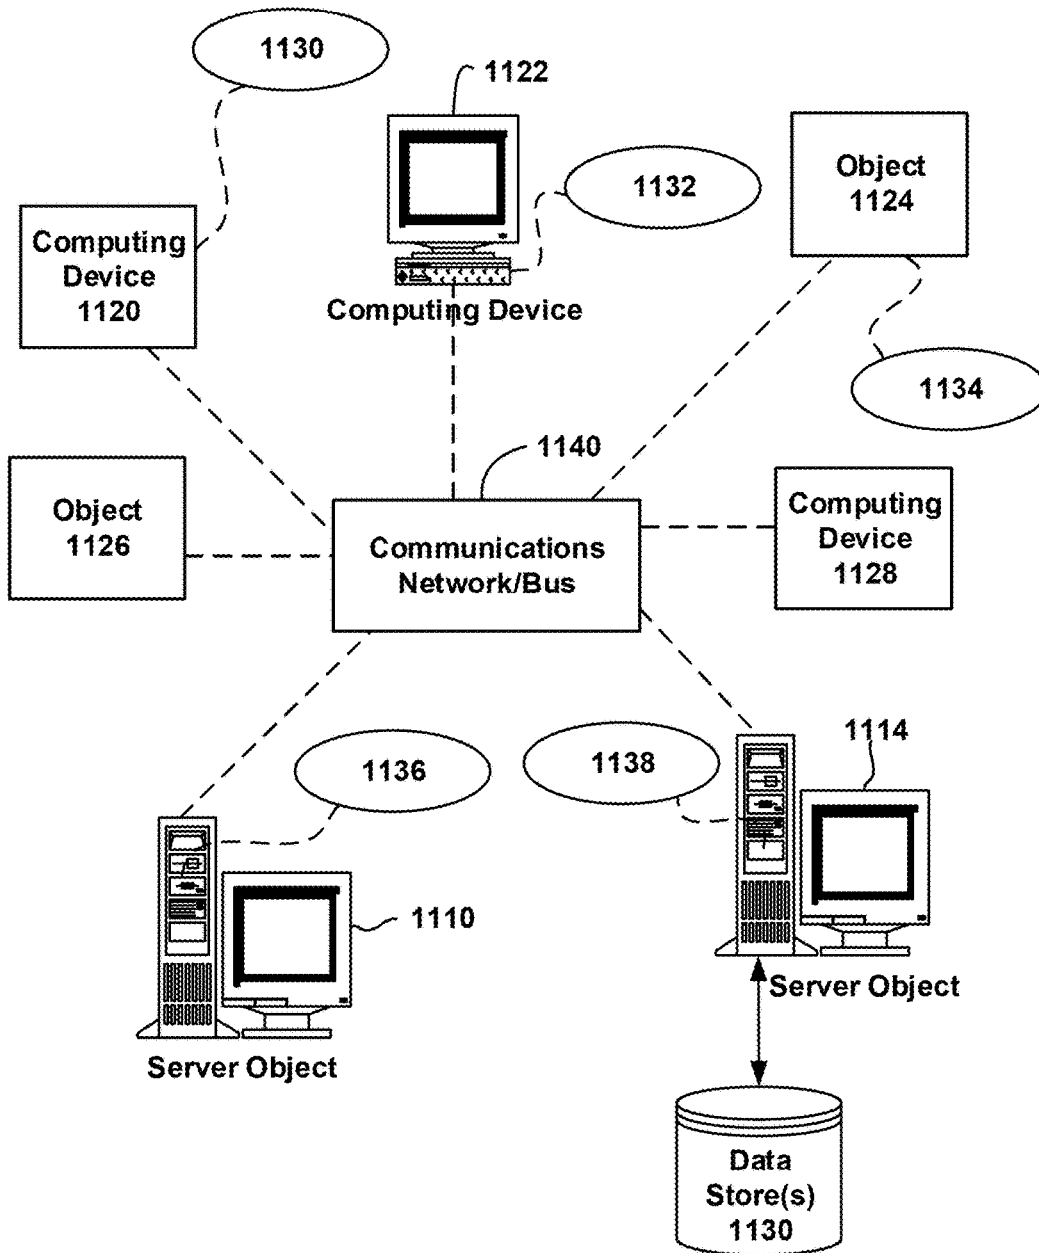 1130
1122
1132
Object
1124
Computing
Device
1120
Computing Device
1134
1140
Object
1126
Communications
Network/Bus
Computing
Device
1128
1136
1138
1114
1110
Server Object
Server Object
Data
Store(s)
1130